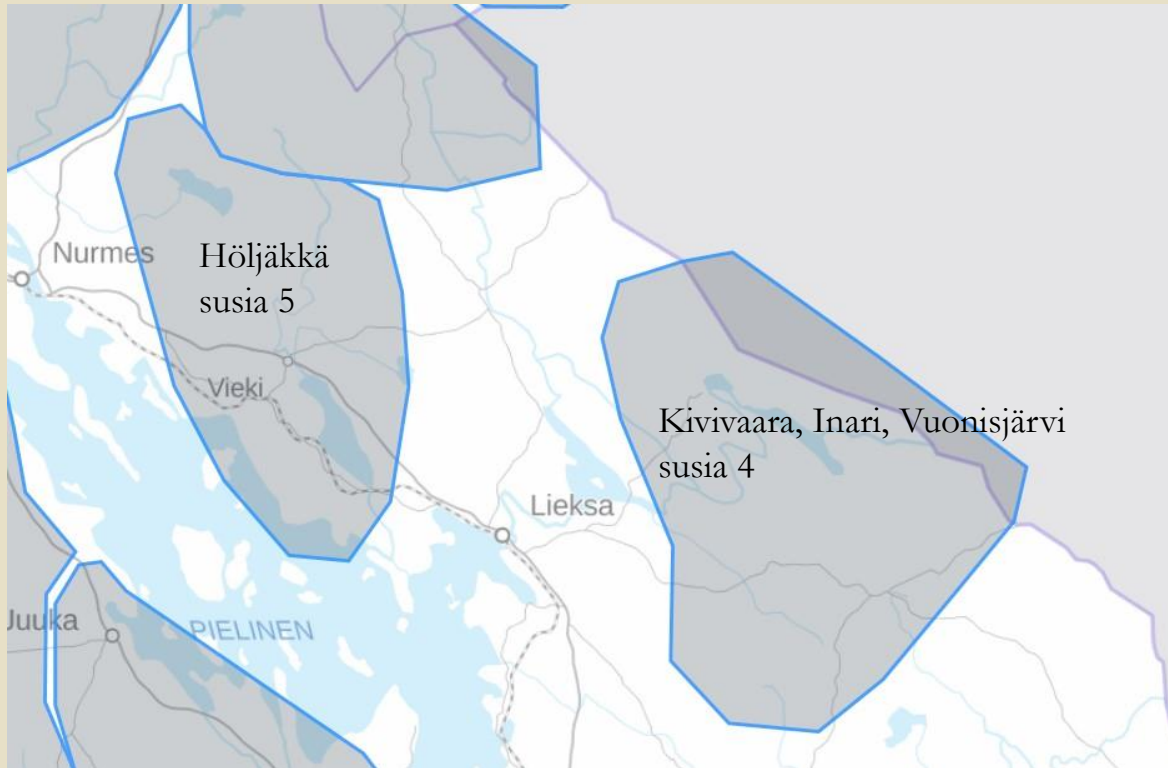 Nurmes
Höljäkkä
susia 5
Vieki
Kivivaara, Inari, Vuonisjärvi
susia 4
Lieksa
Juuka
PIELINEN